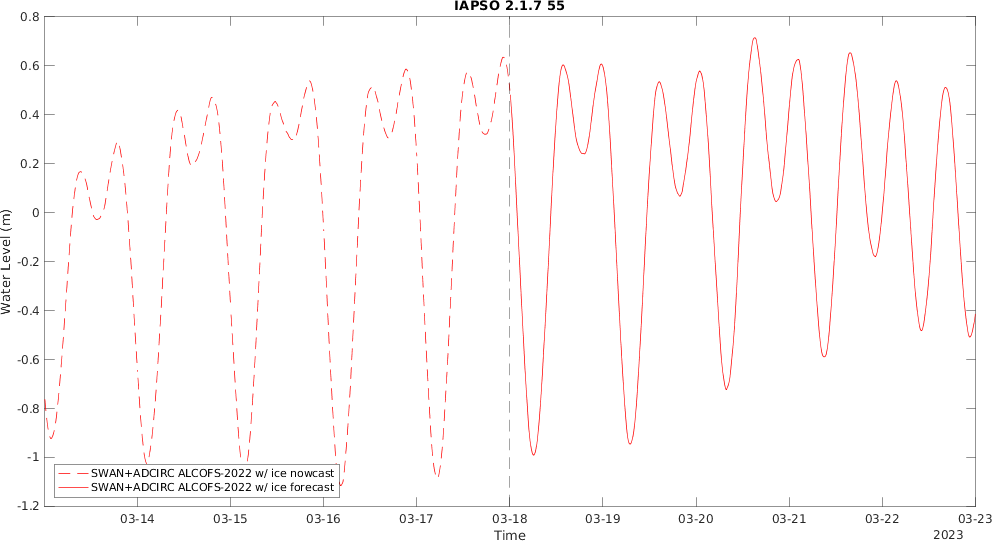 IAPSO 2.1.7 55
0.8
0.6
0.4
0.2
0
-0.2
-0.4
-0.6
-0.8
-1
-1.2
Water Level (m)
SWAN+ADCIRC ALCOFS-2022 w/ ice nowcast
SWAN+ADCIRC ALCOFS-2022 w/ ice forecast
03-14 03-15 03-16 03-17 03-18 03-19 03-20 03-21 03-22 03-23
Time
2023